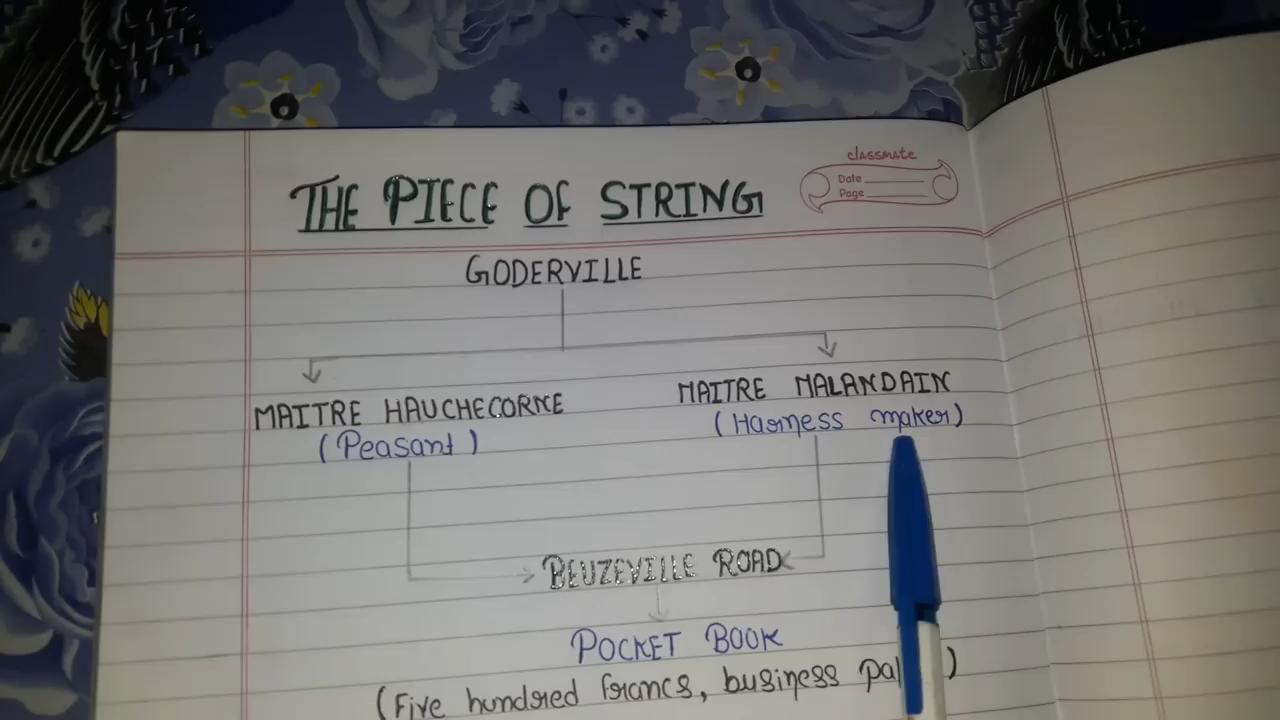 classmate
Date
Page
THE PIECE OF STRING
GODERVILLE
MAITRE HAUCHECORNE
(Peasant)
MAITRE MALANDAIN
(Harness maker)
BEUZEVILLE ROAD
POCKET BOOK
(Five hundred francs, business